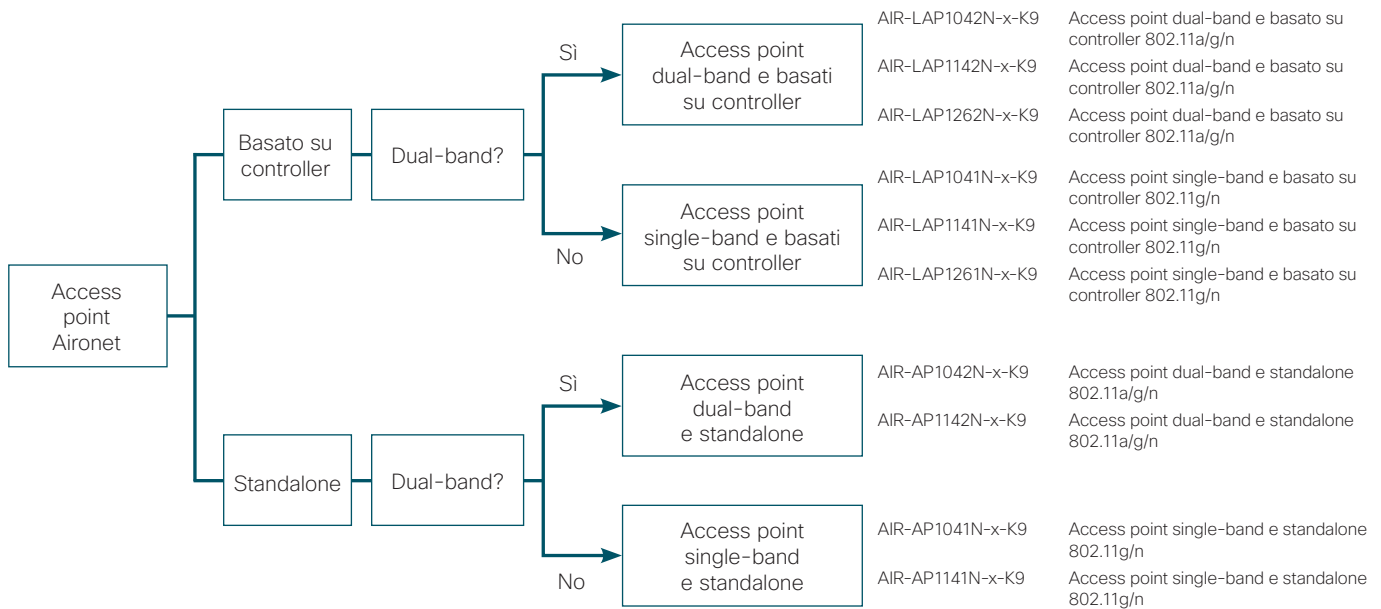 Access
point
Aironet
Basato su
controller
Dual-band?
Sì
No
Access point
dual-band e basati
su controller
AIR-LAP1042N-x-K9 Access point dual-band e basato su
controller 802.11a/g/n
AIR-LAP1142N-x-K9 Access point dual-band e basato su
controller 802.11a/g/n
AIR-LAP1262N-x-K9 Access point dual-band e basato su
controller 802.11a/g/n
Access point
single-band e basati
su controller
AIR-LAP1041N-x-K9 Access point single-band e basato su
controller 802.11g/n
AIR-LAP1141N-x-K9 Access point single-band e basato su
controller 802.11g/n
AIR-LAP1261N-x-K9 Access point single-band e basato su
controller 802.11g/n
Standalone
Dual-band?
Sì
No
Access point
dual-band
e standalone
AIR-AP1042N-x-K9 Access point dual-band e standalone
802.11a/g/n
AIR-AP1142N-x-K9 Access point dual-band e standalone
802.11a/g/n
Access point
single-band
e standalone
AIR-AP1041N-x-K9 Access point single-band e standalone
802.11g/n
AIR-AP1141N-x-K9 Access point single-band e standalone
802.11g/n